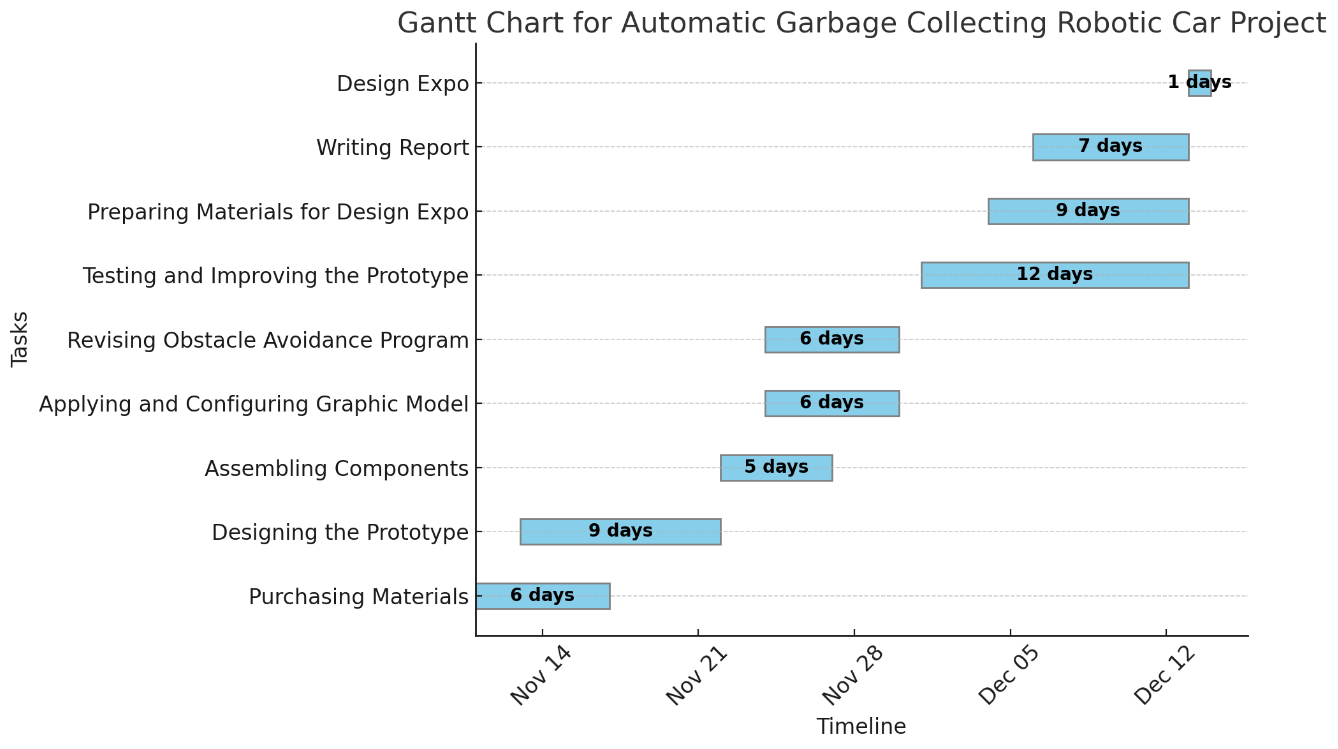 Gantt Chart for Automatic Garbage Collecting Robotic Car Project
Design Expo
1 days
Writing Report
7 days
Preparing Materials for Design Expo
9 days
Testing and Improving the Prototype
12 days
Revising Obstacle Avoidance Program
6 days
Applying and Configuring Graphic Model
6 days
Assembling Components
5 days
Designing the Prototype
9 days
Purchasing Materials
6 days
Tasks
Nov 14
Nov 21
Nov 28
Dec 05
Dec 12
Timeline